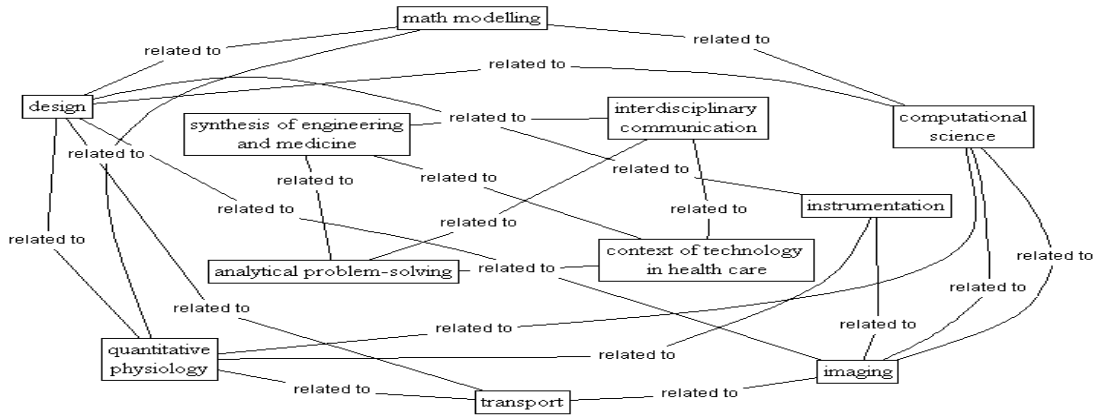 math modelling
related to
related to
related to
design
interdisciplinary
communication
computational
science
synthesis of engineering
and medicine
related to
related to
related to
related to
related to
instrumentation
related to
related to
related to
related to
context of technology
in health care
related to
analytical problem-solving
related to
related to
related to
related to
related to
quantitative
physiology
related to
imaging
related to
related to
transport